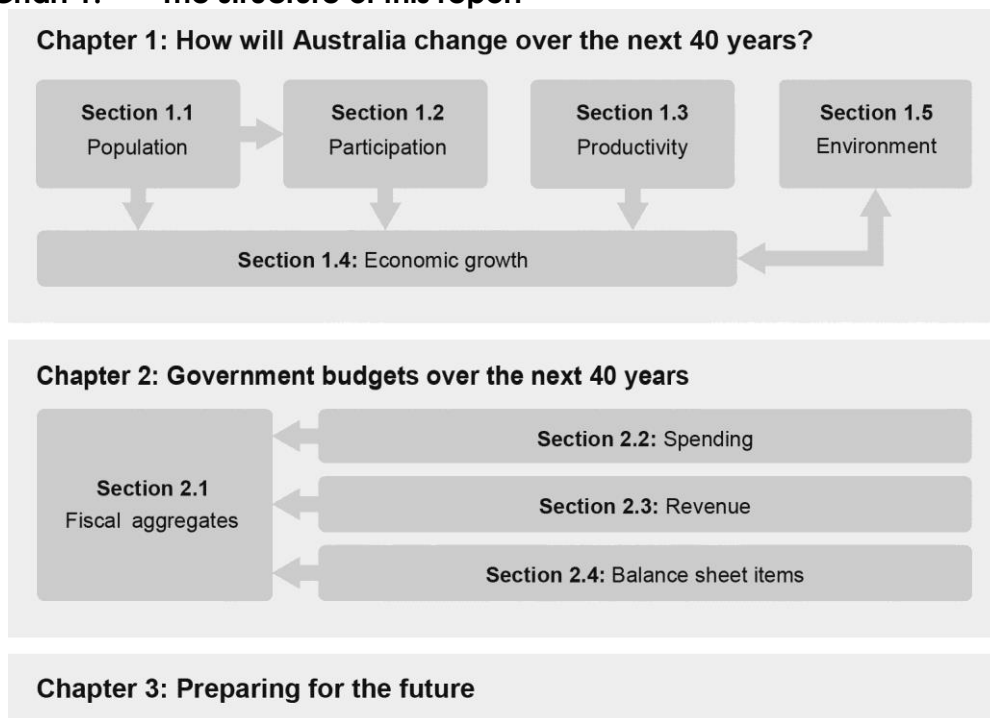 Chapter 1: How will Australia change over the next 40 years?
Section 1.1
Population
Section 1.2
Participation
Section 1.3
Productivity
Section 1.5
Environment
Section 1.4: Economic growth
Chapter 2: Government budgets over the next 40 years
Section 2.1
Fiscal aggregates
Section 2.2: Spending
Section 2.3: Revenue
Section 2.4: Balance sheet items
Chapter 3: Preparing for the future